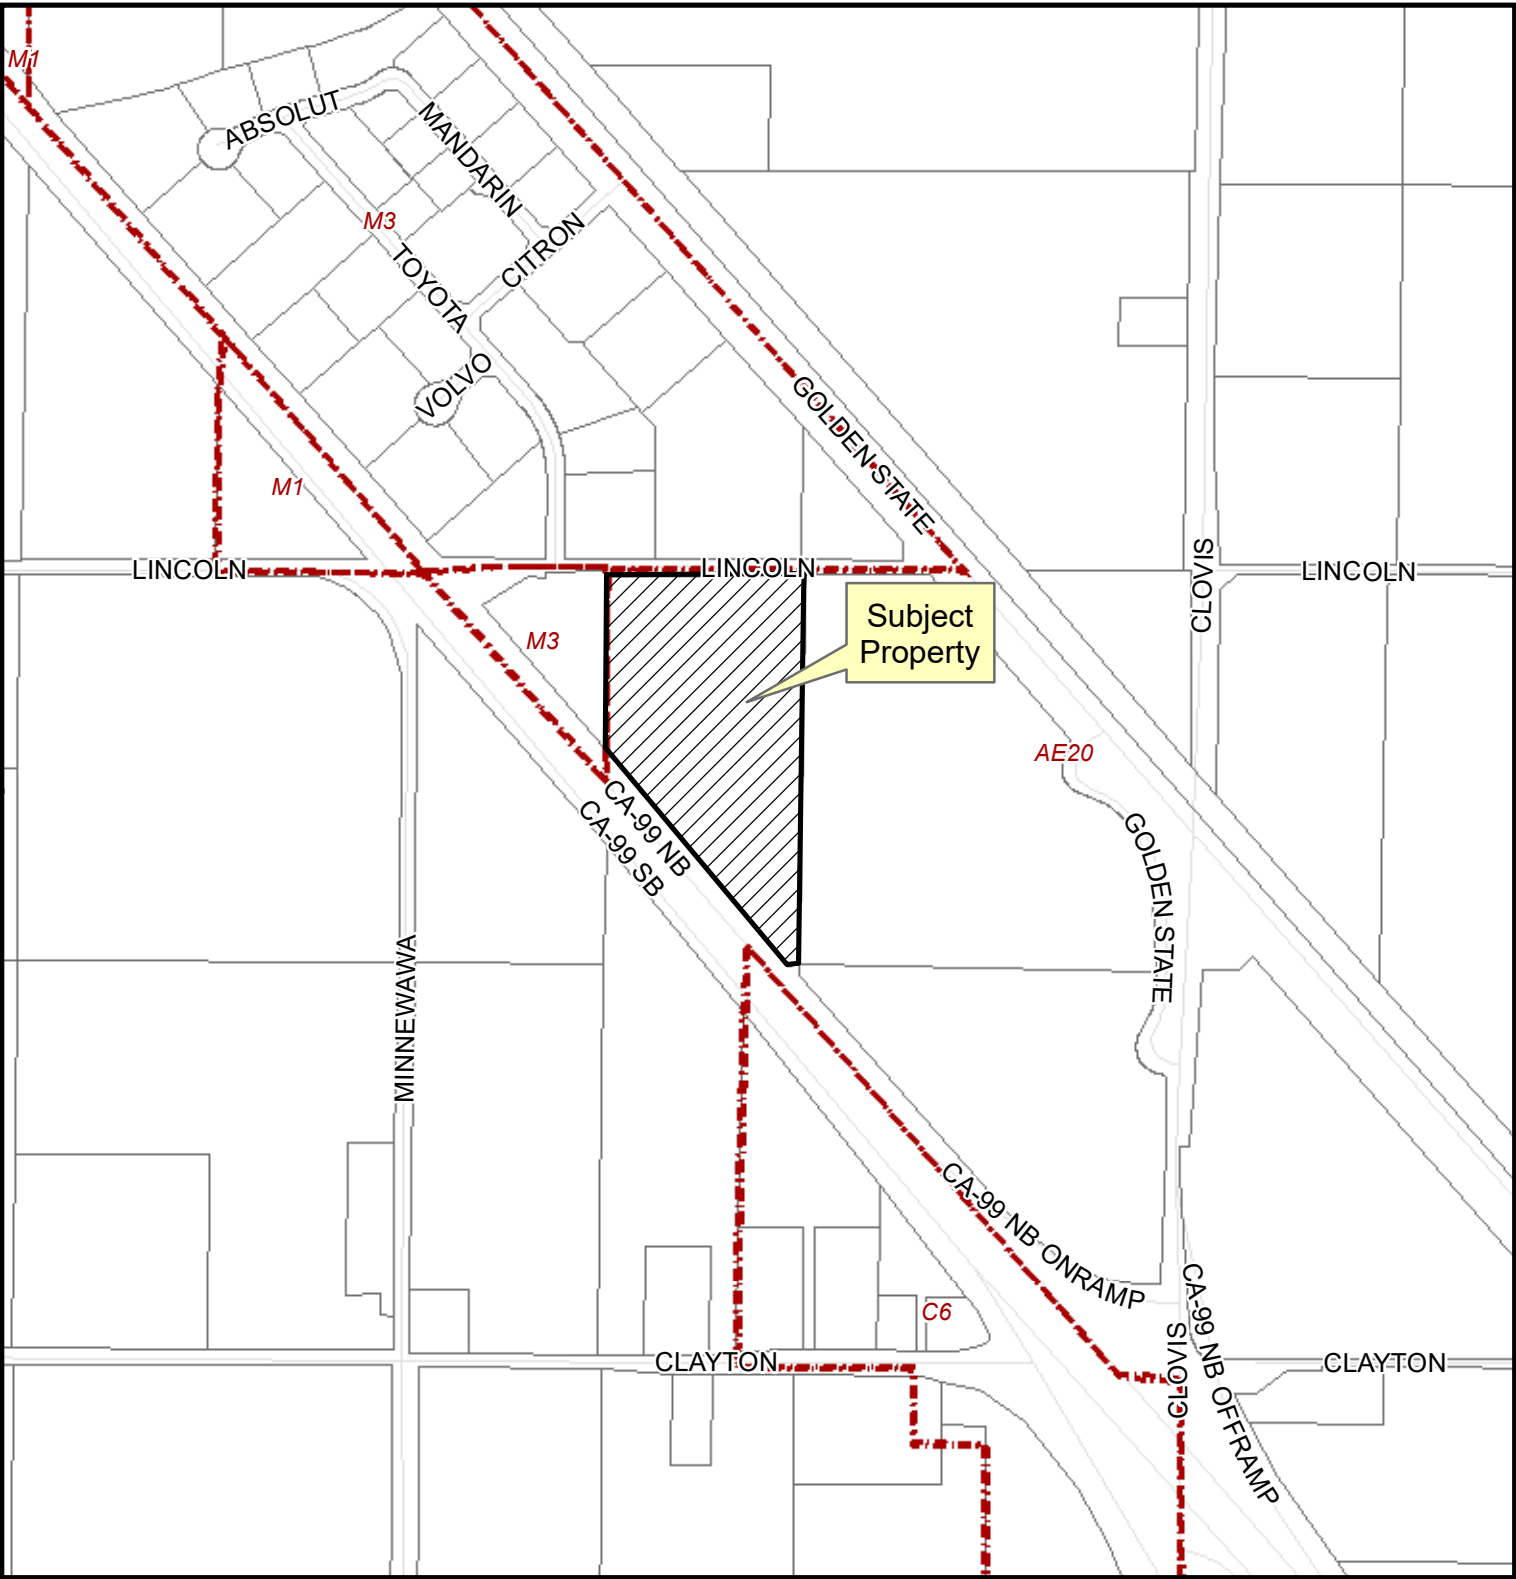 M1
ABSOLUT
MANDARIN
M3
TOYOTA
CITRON
VOLVO
GOLDEN STATE
M1
LINCOLN
LINCOLN
CLOVIS
LINCOLN
Subject
Property
M3
AE20
CA-99 NB
CA-99 SB
GOLDEN STATE
MINNEWAWA
CA-99 NB ONRAMP
C6
CA-99 NB OFFRAMP
CLOVIS
CLAYTON
CLAYTON